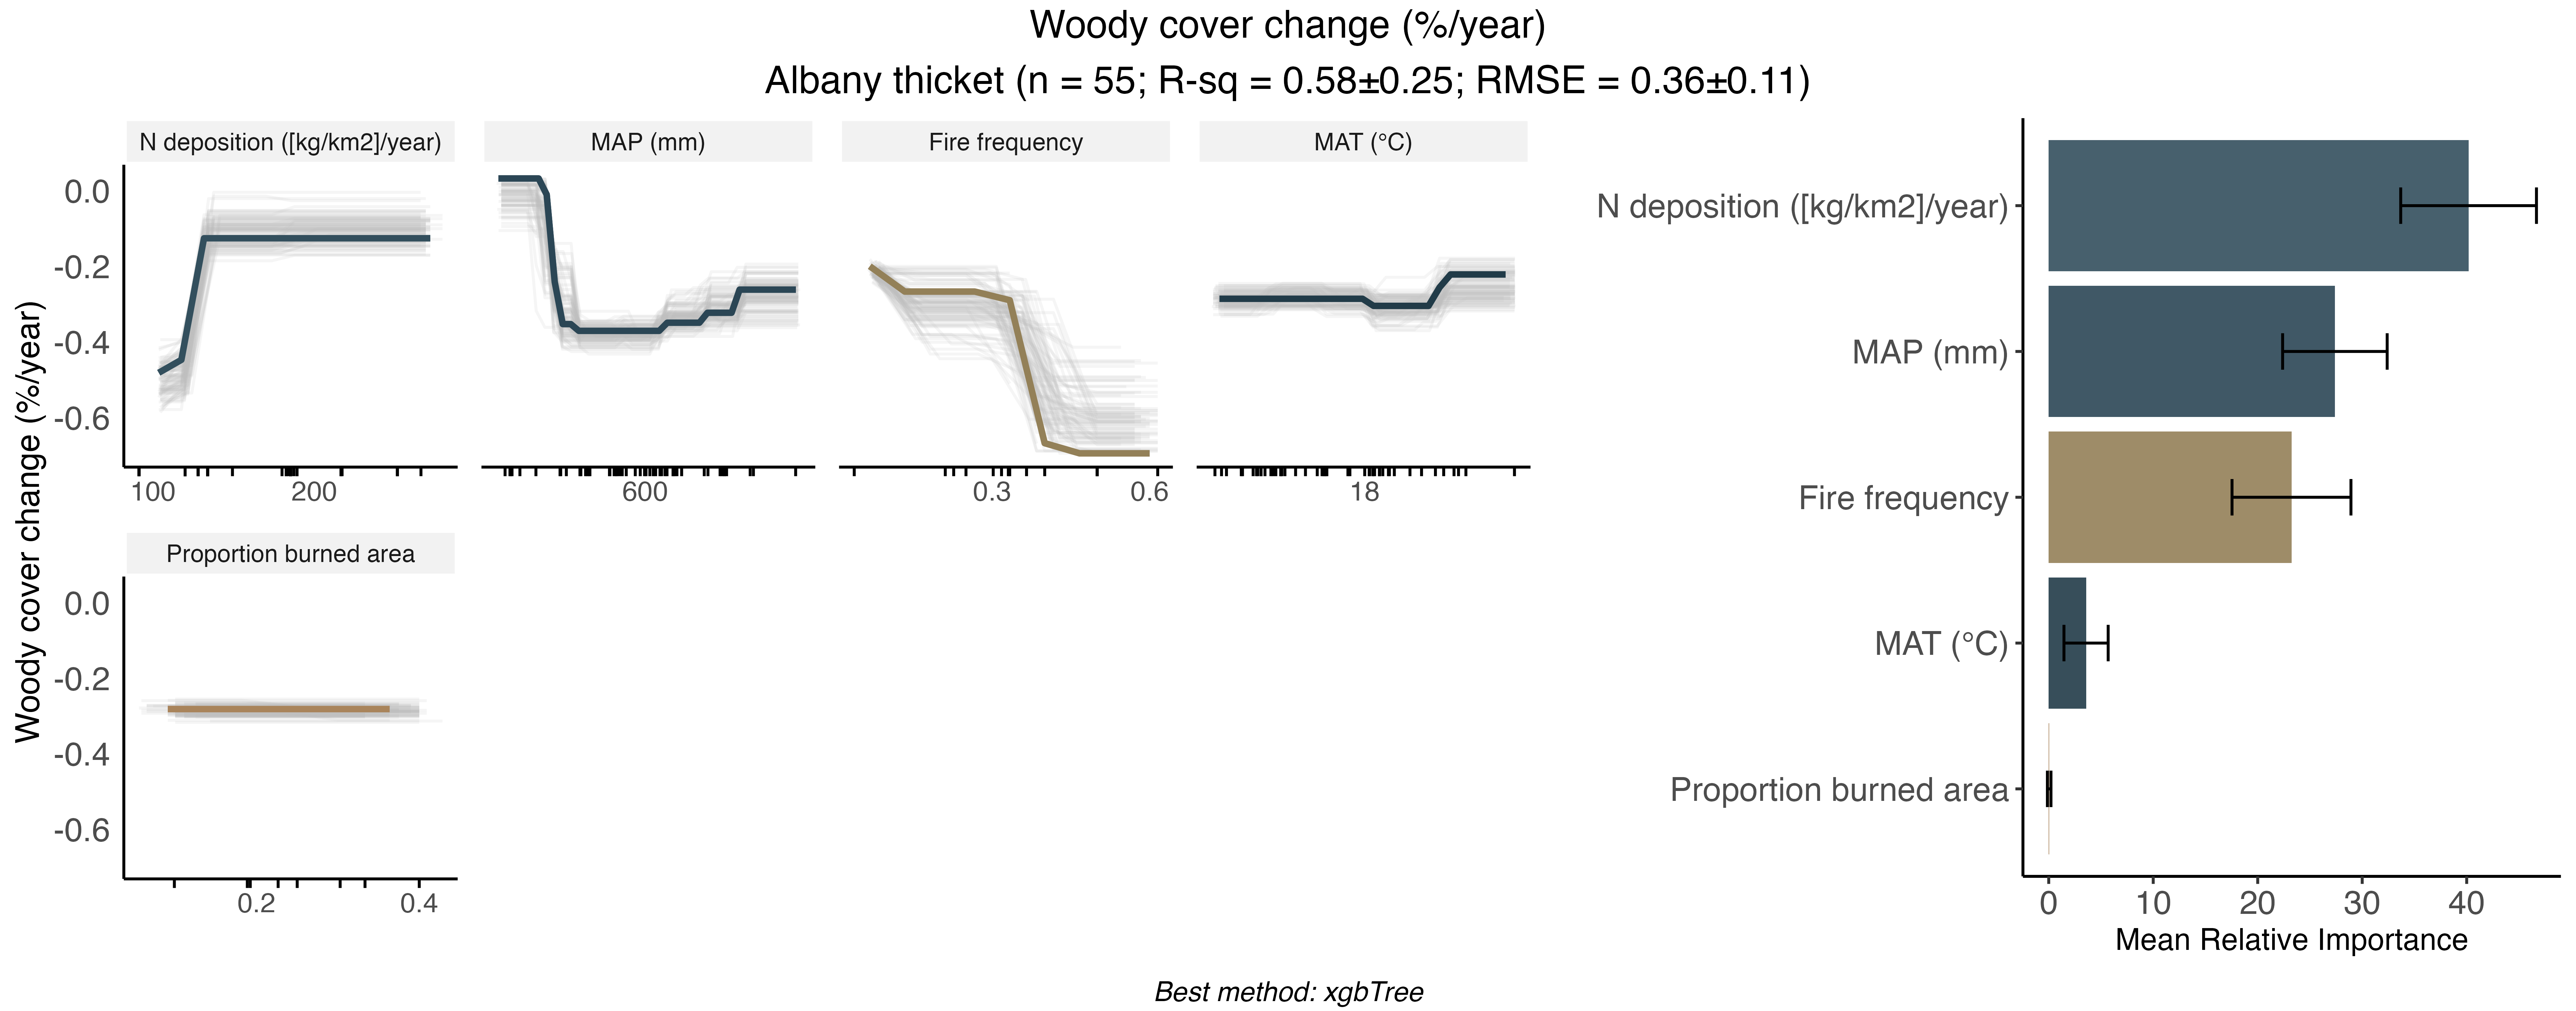 Woody cover change (%/year)
Albany thicket (n = 55; R-sq = 0.58±0.25; RMSE = 0.36±0.11)
Woody cover change (%/year)
N deposition ([kg/km2]/year)
MAP (mm)
Fire frequency
MAT (°C)
0.0
-0.2
-0.4
-0.6
100
200
600
0.3
0.6
18
Proportion burned area
0.0
-0.2
-0.4
-0.6
0.2
0.4
N deposition ([kg/km2]/year)
MAP (mm)
Fire frequency
MAT (°C)
Proportion burned area
0
10
20
30
40
Mean Relative Importance
Best method: xgbTree